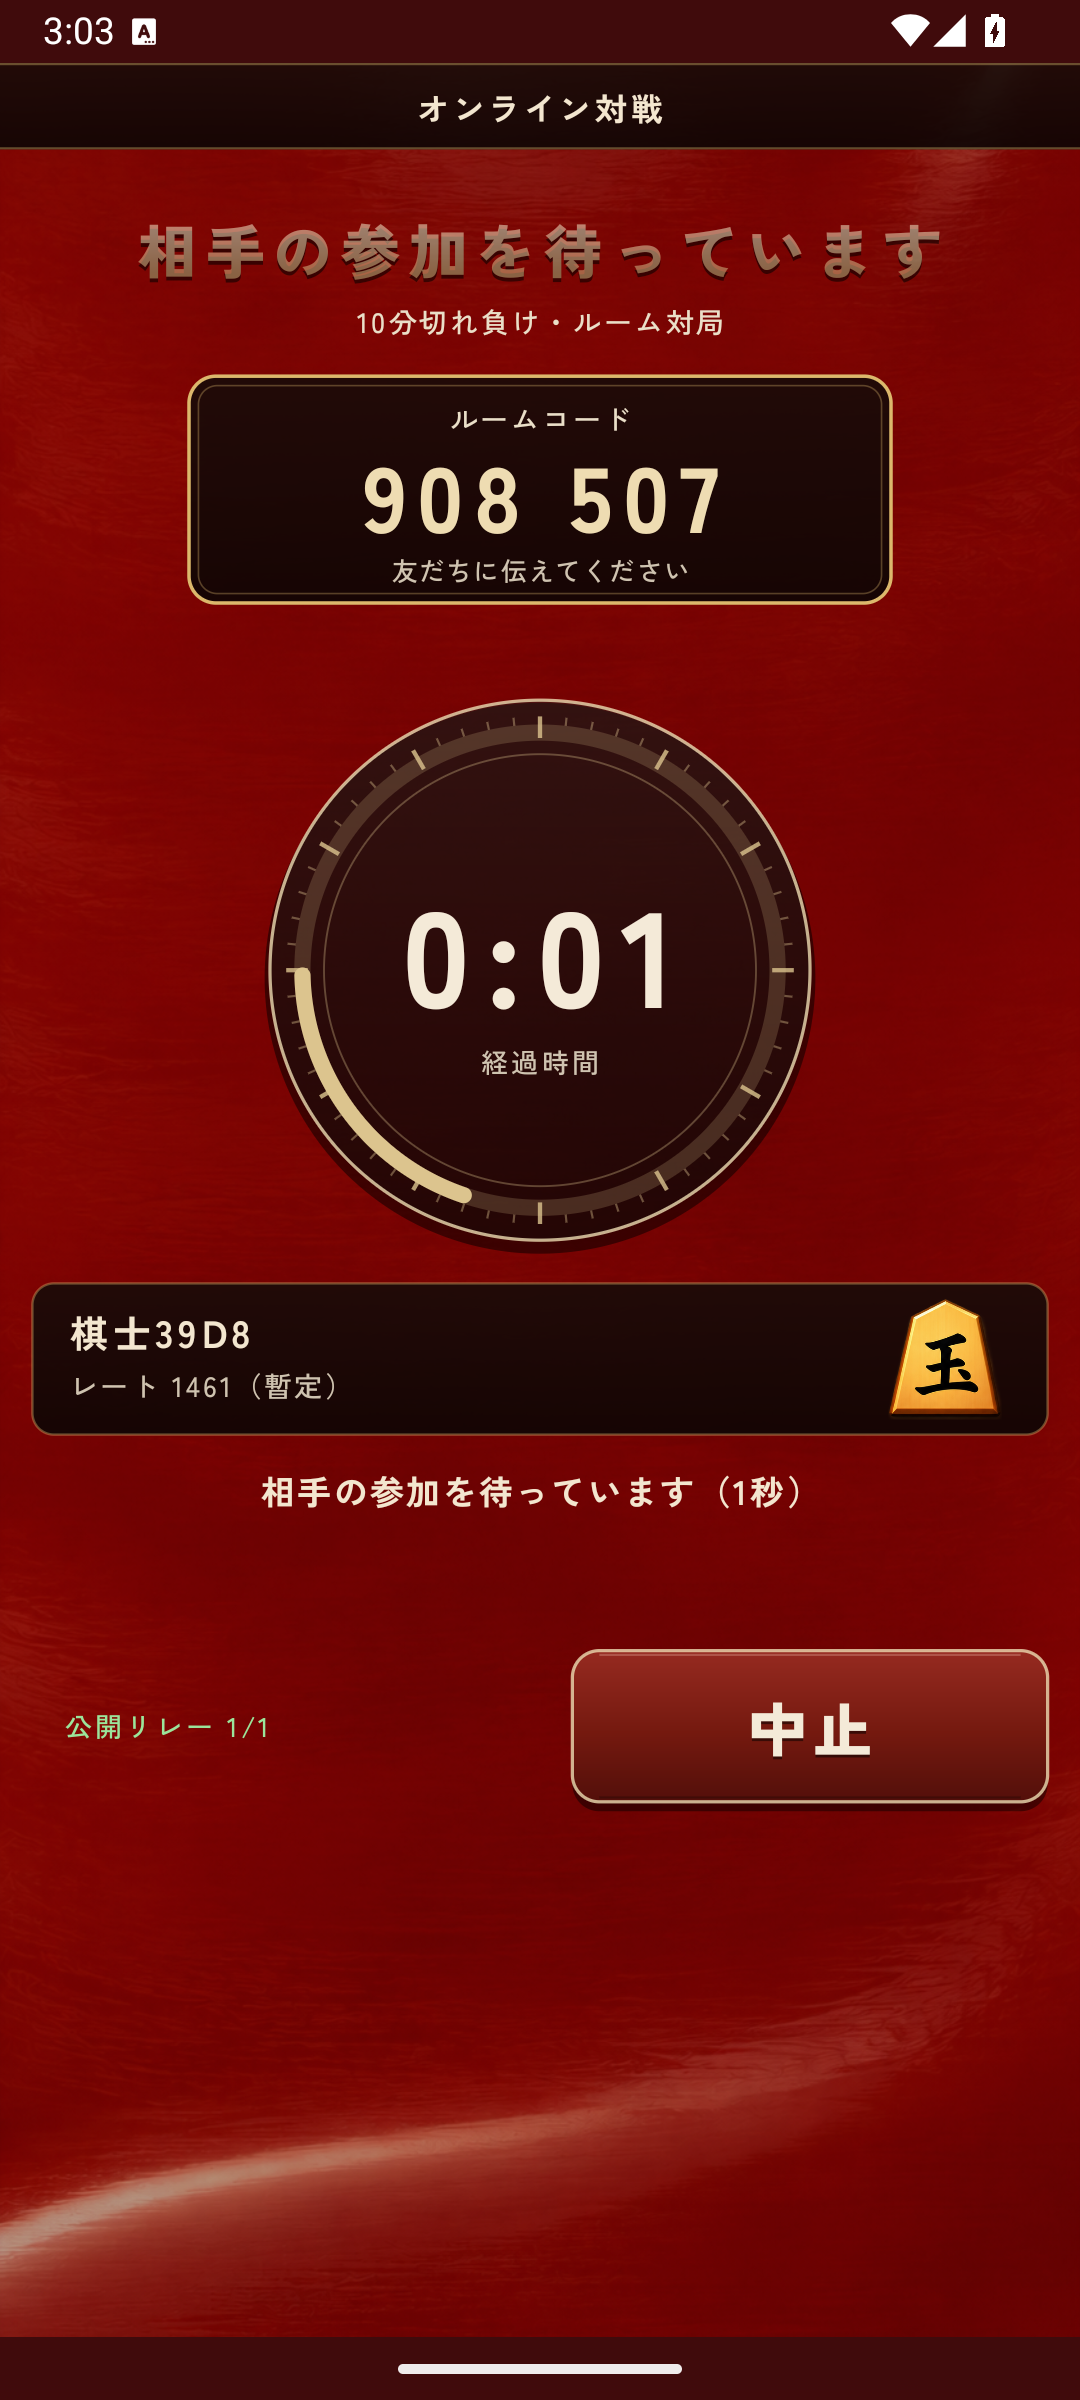 3:03
オンライン対戦
相手の参加を待っています
10分切れ負け・ルーム対局
ルームコード
908 507
友だちに伝えてください
0:01
経過時間
棋士39D8
レート 1461（暫定）
玉
相手の参加を待っています（1秒）
公開リレー 1/1
中止